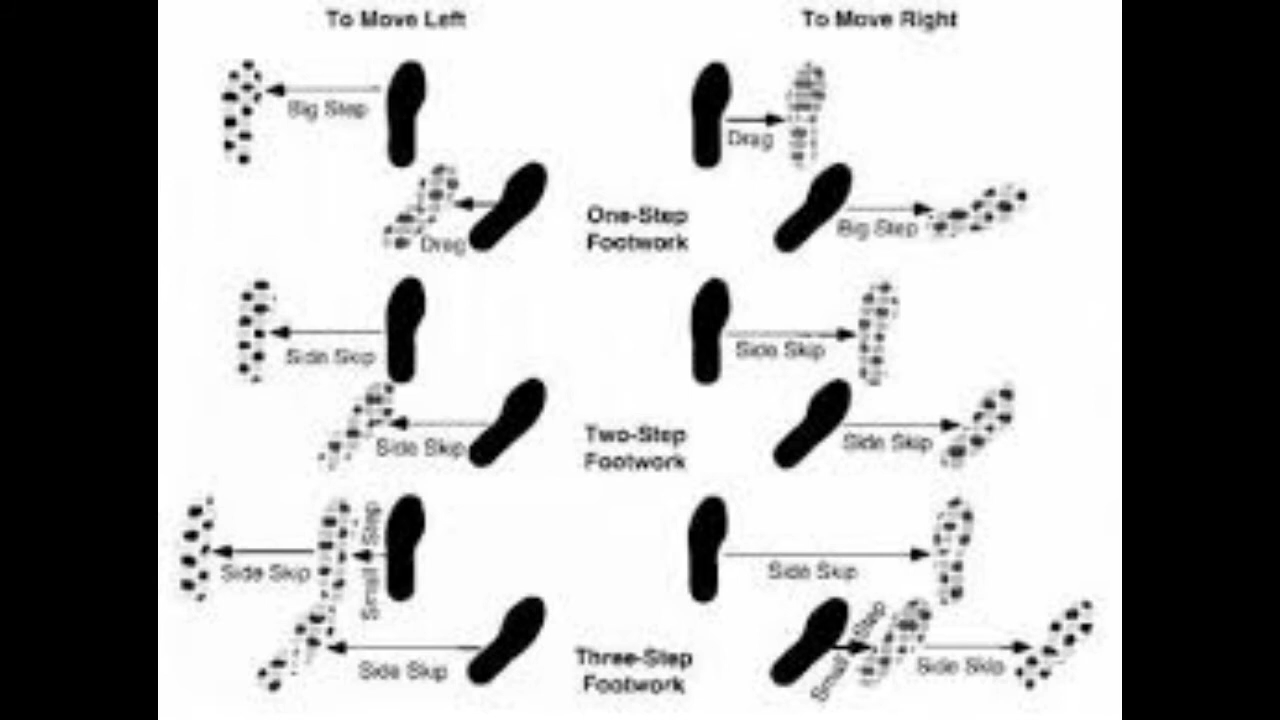 To Move Left
To Move Right
Big Step
Drag
Drag
One-Step
Footwork
Big Step
Side Skip
Side Skip
Side Skip
Two-Step
Footwork
Side Skip
Side Skip
Small Step
Side Skip
Side Skip
Three-Step
Footwork
Small Step
Side Skip